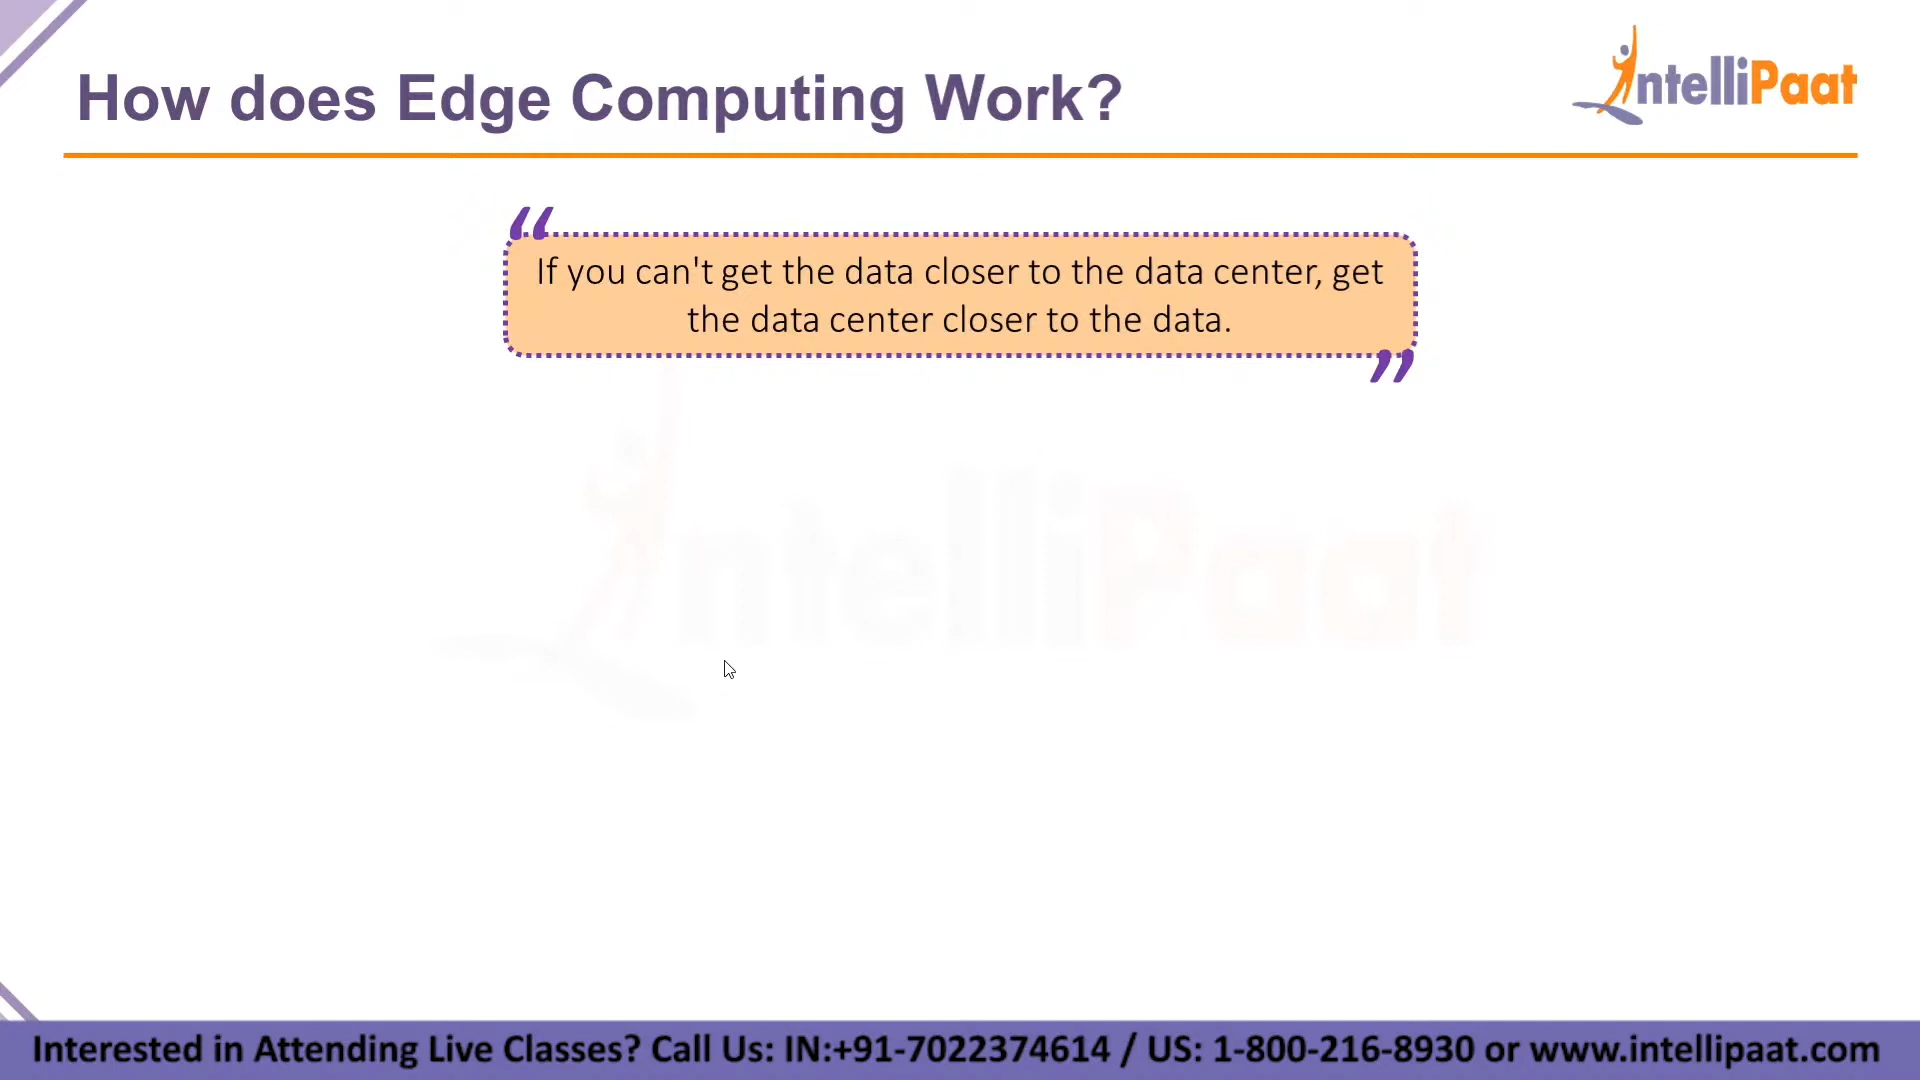 How does Edge Computing Work?
IntelliPaat
“
If you can't get the data closer to the data center, get
the data center closer to the data.
”
IntelliPaat
Interested in Attending Live Classes? Call Us: IN:+91-7022374614 / US: 1-800-216-8930 or www.intellipaat.com